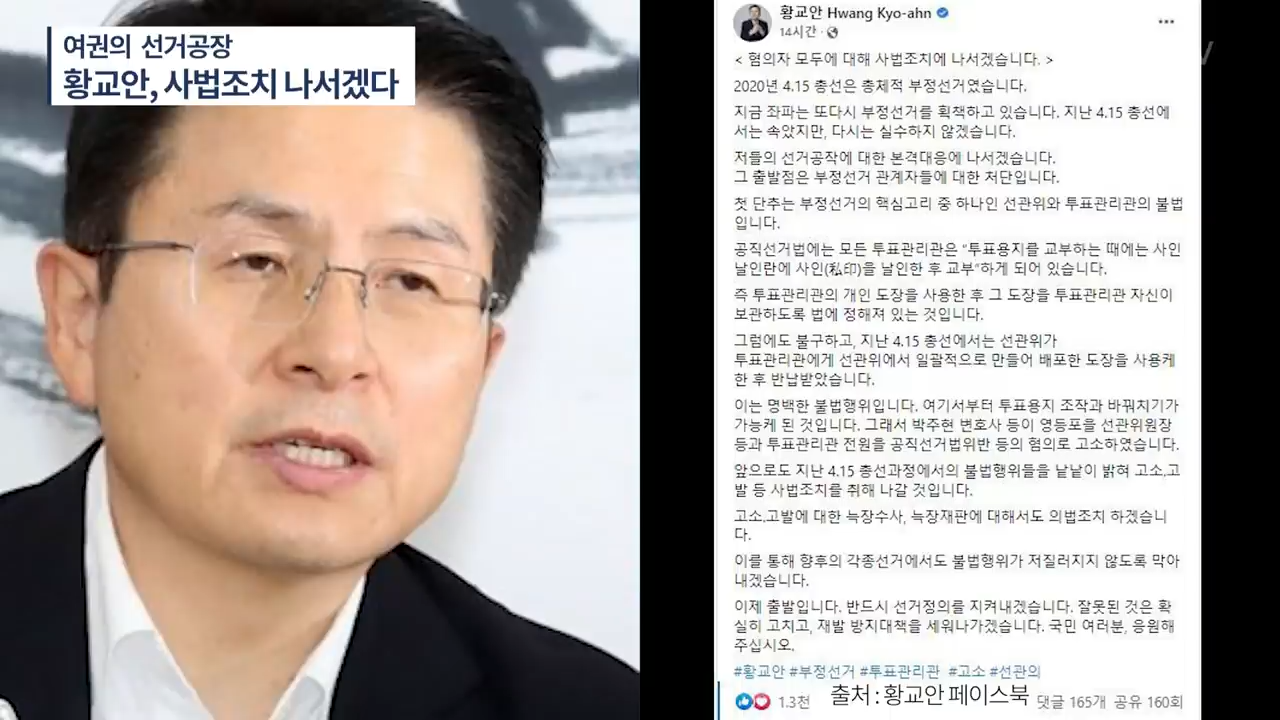 여권의 선거공장
황교안, 사법조치 나서겠다
황교안 Hwang Kyo-ahn
14시간
< 혐의자 모두에 대해 사법조치에 나서겠습니다. >
2020년 4.15 총선은 총체적 부정선거였습니다.
지금 좌파는 또다시 부정선거를 획책하고 있습니다. 지난 4.15 총선에
서는 속았지만, 다시는 실수하지 않겠습니다.
저들의 선거공작에 대한 본격대응에 나서겠습니다.
그 출발점은 부정선거 관계자들에 대한 처단입니다.
첫 단추는 부정선거의 핵심고리 중 하나인 선관위와 투표관리관의 불법
입니다.
공직선거법에는 모든 투표관리관은 "투표용지를 교부하는 때에는 사인
날인란에 사인(私印)을 날인한 후 교부"하게 되어 있습니다.
즉 투표관리관의 개인 도장을 사용한 후 그 도장을 투표관리관 자신이
보관하도록 법에 정해져 있는 것입니다.
그럼에도 불구하고, 지난 4.15 총선에서는 선관위가
투표관리관에게 선관위에서 일괄적으로 만들어 배포한 도장을 사용케
한 후 반납받았습니다.
이는 명백한 불법행위입니다. 여기서부터 투표용지 조작과 바꿔치기가
가능케 된 것입니다. 그래서 박주현 변호사 등이 영등포을 선관위원장
등과 투표관리관 전원을 공직선거법위반 등의 혐의로 고소하였습니다.
앞으로도 지난 4.15 총선과정에서의 불법행위들을 낱낱이 밝혀 고소,고
발 등 사법조치를 취해 나갈 것입니다.
고소,고발에 대한 늑장수사, 늑장재판에 대해서도 의법조치 하겠습니
다.
이를 통해 향후의 각종선거에서도 불법행위가 저질러지지 않도록 막아
내겠습니다.
이제 출발입니다. 반드시 선거정의를 지켜내겠습니다. 잘못된 것은 확
실히 고치고, 재발 방지대책을 세워나가겠습니다. 국민 여러분, 응원해
주십시오.
#황교안 #부정선거 #투표관리관 #고소 #선관의
1.3천 출처 : 황교안 페이스북 댓글 165개 공유 160회